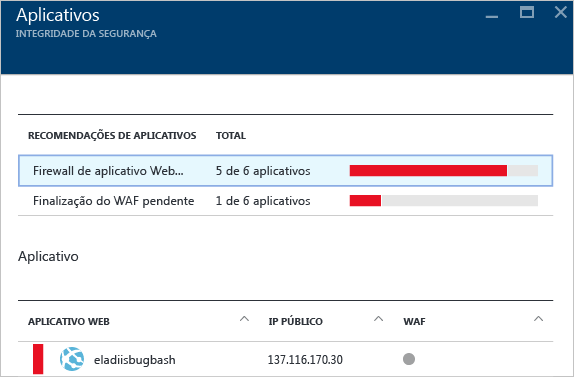 Aplicativos
INTEGRIDADE DA SEGURANÇA
RECOMENDAÇÕES DE APLICATIVOS TOTAL
Firewall de aplicativo Web... 5 de 6 aplicativos
Finalização do WAF pendente 1 de 6 aplicativos
Aplicativo
APLICATIVO WEB IP PÚBLICO WAF
eladiisbugbash 137.116.170.30